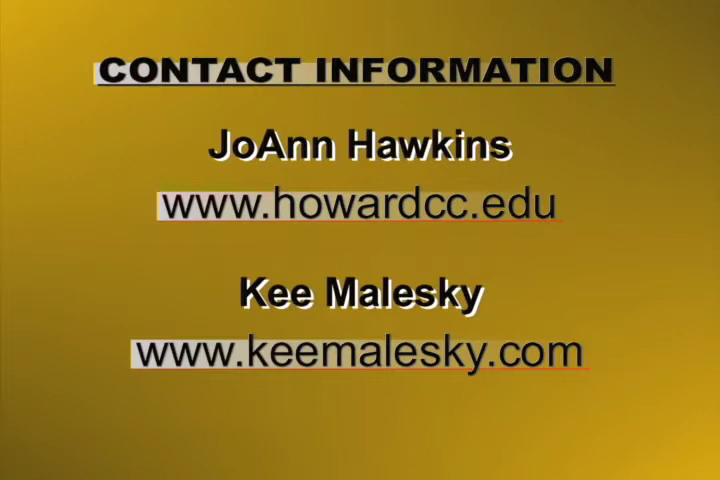 CONTACT INFORMATION
JoAnn Hawkins
www.howardcc.edu
Kee Malesky
www.keemalesky.com